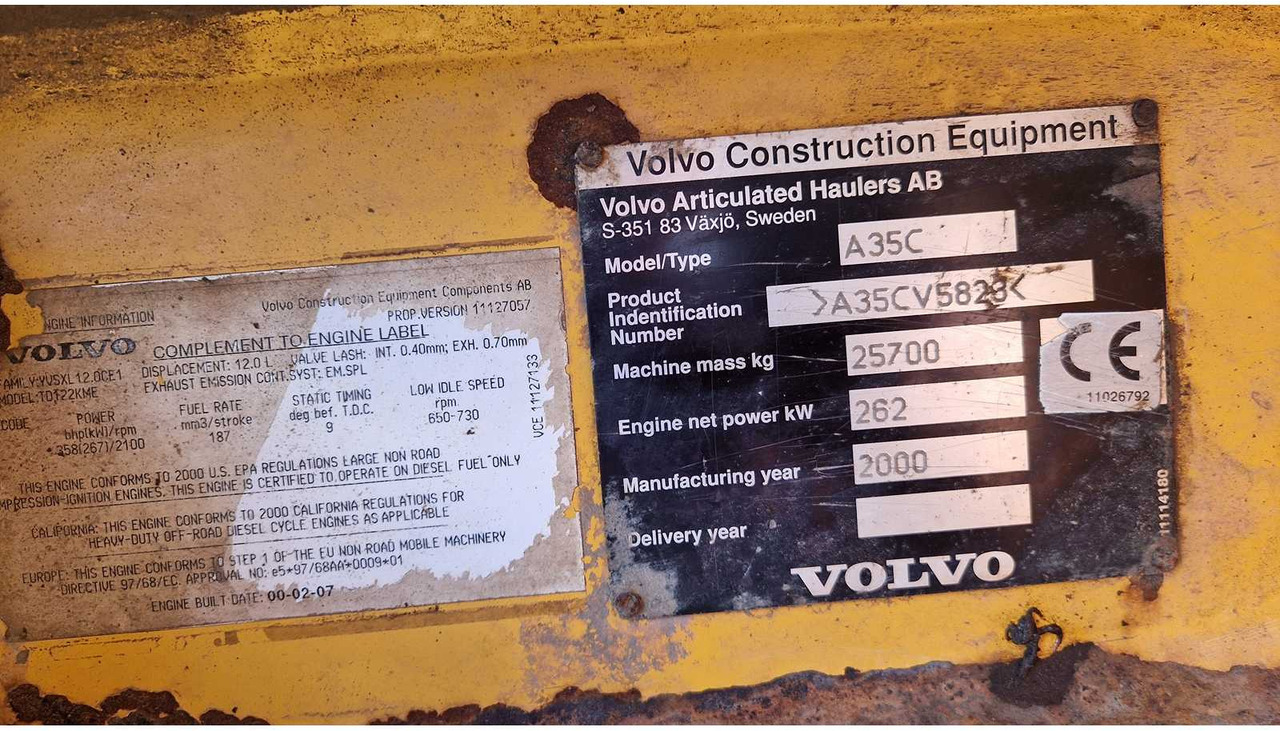 Volvo Construction Equipment Components AB
ENGINE INFORMATION
PROP.VERSION 11127057
VOLVO COMPLEMENT TO ENGINE LABEL
FAMILY:YVSXL12.0CE1 DISPLACEMENT: 12.0 L VALVE LASH: INT. 0.40mm; EXH. 0.70mm
MODEL:TD122KME EXHAUST EMISSION CONT.SYST: EM.SPL
CODE POWER FUEL RATE STATIC TIMING LOW IDLE SPEED
bhp(kW)/rpm mm3/stroke deg bef. T.D.C. rpm
358(267)/2100 187 9 650-730
VCE 11127133
THIS ENGINE CONFORMS TO 2000 U.S. EPA REGULATIONS LARGE NON ROAD
COMPRESSION-IGNITION ENGINES. THIS ENGINE IS CERTIFIED TO OPERATE ON DIESEL FUEL ONLY
CALIFORNIA: THIS ENGINE CONFORMS TO 2000 CALIFORNIA REGULATIONS FOR
HEAVY-DUTY OFF-ROAD DIESEL CYCLE ENGINES AS APPLICABLE
EUROPE: THIS ENGINE CONFORMS TO STEP 1 OF THE EU NON ROAD MOBILE MACHINERY
DIRECTIVE 97/68/EC. APPROVAL NO: e5*97/68AA*0009*01
ENGINE BUILT DATE: 00-02-07
Volvo Construction Equipment
Volvo Articulated Haulers AB
S-351 83 Växjö, Sweden
Model/Type A35C
Product
Indentification
Number >A35CV5823<
Machine mass kg 25700
CE
11026792
Engine net power kW 262
Manufacturing year 2000
Delivery year
11114180
VOLVO